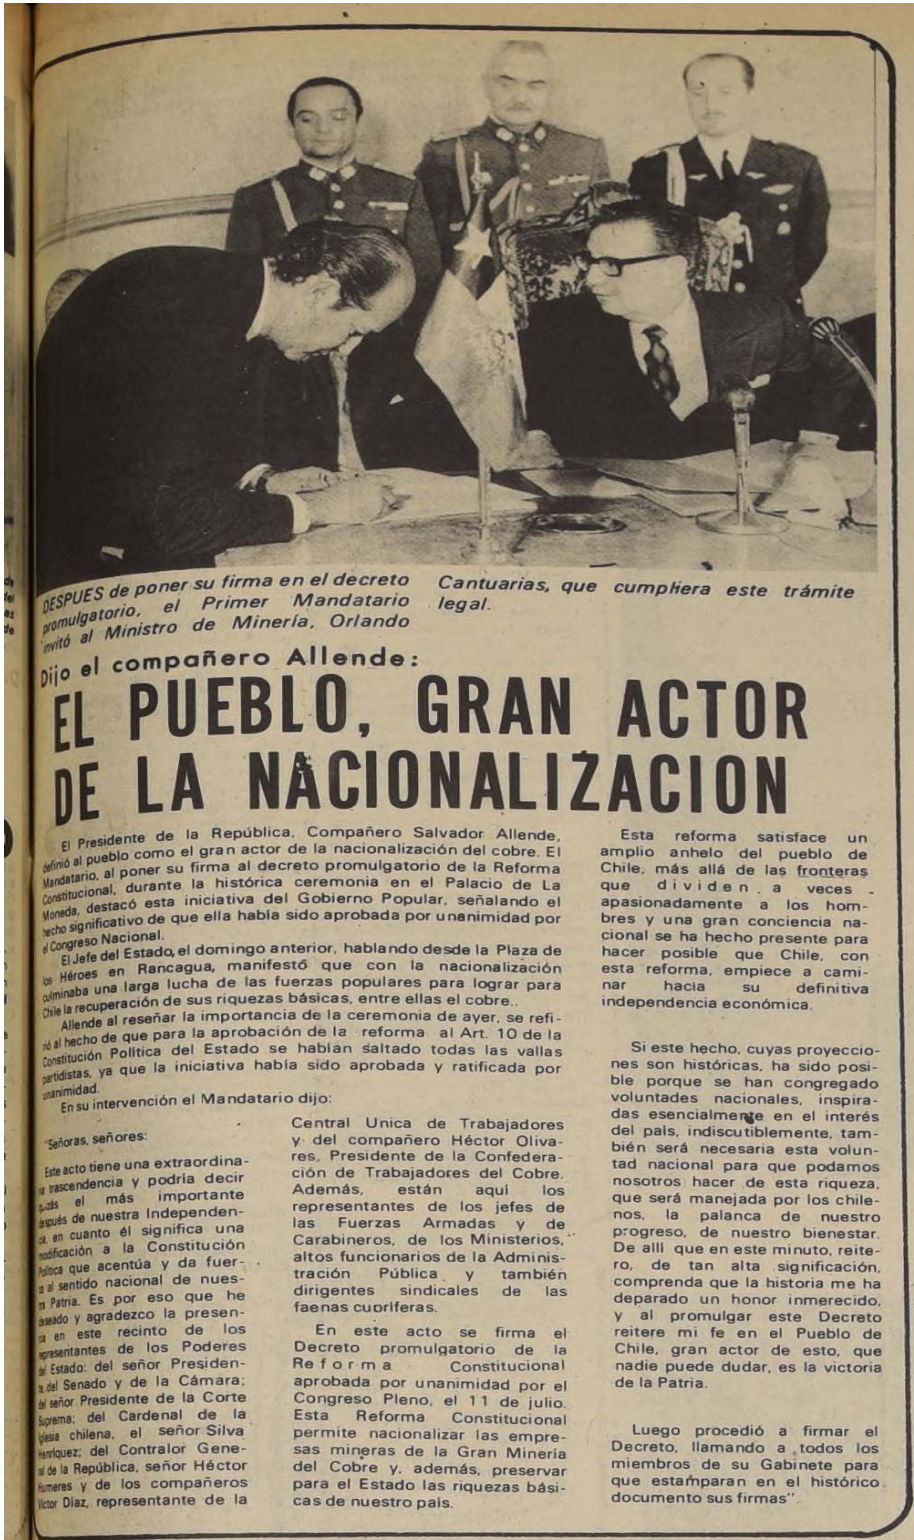 DESPUES de poner su firma en el decreto
promulgatorio, el Primer Mandatario
invitó al Ministro de Minería, Orlando
Cantuarias, que cumpliera este trámite
legal.
Dijo el compañero Allende:
EL PUEBLO, GRAN ACTOR
DE LA NACIONALIZACION
El Presidente de la República, Compañero Salvador Allende,
definió al pueblo como el gran actor de la nacionalización del cobre. El
Mandatario, al poner su firma al decreto promulgatorio de la Reforma
Constitucional, durante la histórica ceremonia en el Palacio de La
Moneda, destacó esta iniciativa del Gobierno Popular, señalando el
hecho significativo de que ella había sido aprobada por unanimidad por
el Congreso Nacional.
El Jefe del Estado, el domingo anterior, hablando desde la Plaza de
los Héroes en Rancagua, manifestó que con la nacionalización
culminaba una larga lucha de las fuerzas populares para lograr para
Chile la recuperación de sus riquezas básicas, entre ellas el cobre..
Allende al reseñar la importancia de la ceremonia de ayer, se refi-
rió al hecho de que para la aprobación de la reforma al Art. 10 de la
Constitución Política del Estado se habían saltado todas las vallas
partidistas, ya que la iniciativa había sido aprobada y ratificada por
unanimidad.
En su intervención el Mandatario dijo:
"Señoras, señores:
Este acto tiene una extraordina-
ria trascendencia y podría decir
quizás el más importante
después de nuestra Independen-
cia, en cuanto él significa una
modificación a la Constitución
Política que acentúa y da fuer-
za al sentido nacional de nues-
tra Patria. Es por eso que he
deseado y agradezco la presen-
cia en este recinto de los
representantes de los Poderes
del Estado: del señor Presiden-
te del Senado y de la Cámara;
del señor Presidente de la Corte
Suprema; del Cardenal de la
Iglesia chilena, el señor Silva
Henríquez; del Contralor Gene-
ral de la República, señor Héctor
Humeres y de los compañeros
Víctor Díaz, representante de la
Central Unica de Trabajadores
y del compañero Héctor Oliva-
res, Presidente de la Confedera-
ción de Trabajadores del Cobre.
Además, están aquí los
representantes de los jefes de
las Fuerzas Armadas y de
Carabineros, de los Ministerios,
altos funcionarios de la Adminis-
tración Pública y también
dirigentes sindicales de las
faenas cupríferas.
En este acto se firma el
Decreto promulgatorio de la
Reforma Constitucional
aprobada por unanimidad por el
Congreso Pleno, el 11 de julio.
Esta Reforma Constitucional
permite nacionalizar las empre-
sas mineras de la Gran Minería
del Cobre y, además, preservar
para el Estado las riquezas bási-
cas de nuestro país.
Esta reforma satisface un
amplio anhelo del pueblo de
Chile, más allá de las fronteras
que dividen a veces
apasionadamente a los hom-
bres y una gran conciencia na-
cional se ha hecho presente para
hacer posible que Chile, con
esta reforma, empiece a cami-
nar hacia su definitiva
independencia económica.
Si este hecho, cuyas proyeccio-
nes son históricas, ha sido posi-
ble porque se han congregado
voluntades nacionales, inspira-
das esencialmente en el interés
del país, indiscutiblemente, tam-
bién será necesaria esta volun-
tad nacional para que podamos
nosotros hacer de esta riqueza,
que será manejada por los chile-
nos, la palanca de nuestro
progreso, de nuestro bienestar.
De allí que en este minuto, reite-
ro, de tan alta significación,
comprenda que la historia me ha
deparado un honor inmerecido,
y al promulgar este Decreto
reitere mi fe en el Pueblo de
Chile, gran actor de esto, que
nadie puede dudar, es la victoria
de la Patria.
Luego procedió a firmar el
Decreto, llamando a todos los
miembros de su Gabinete para
que estamparan en el histórico
documento sus firmas".